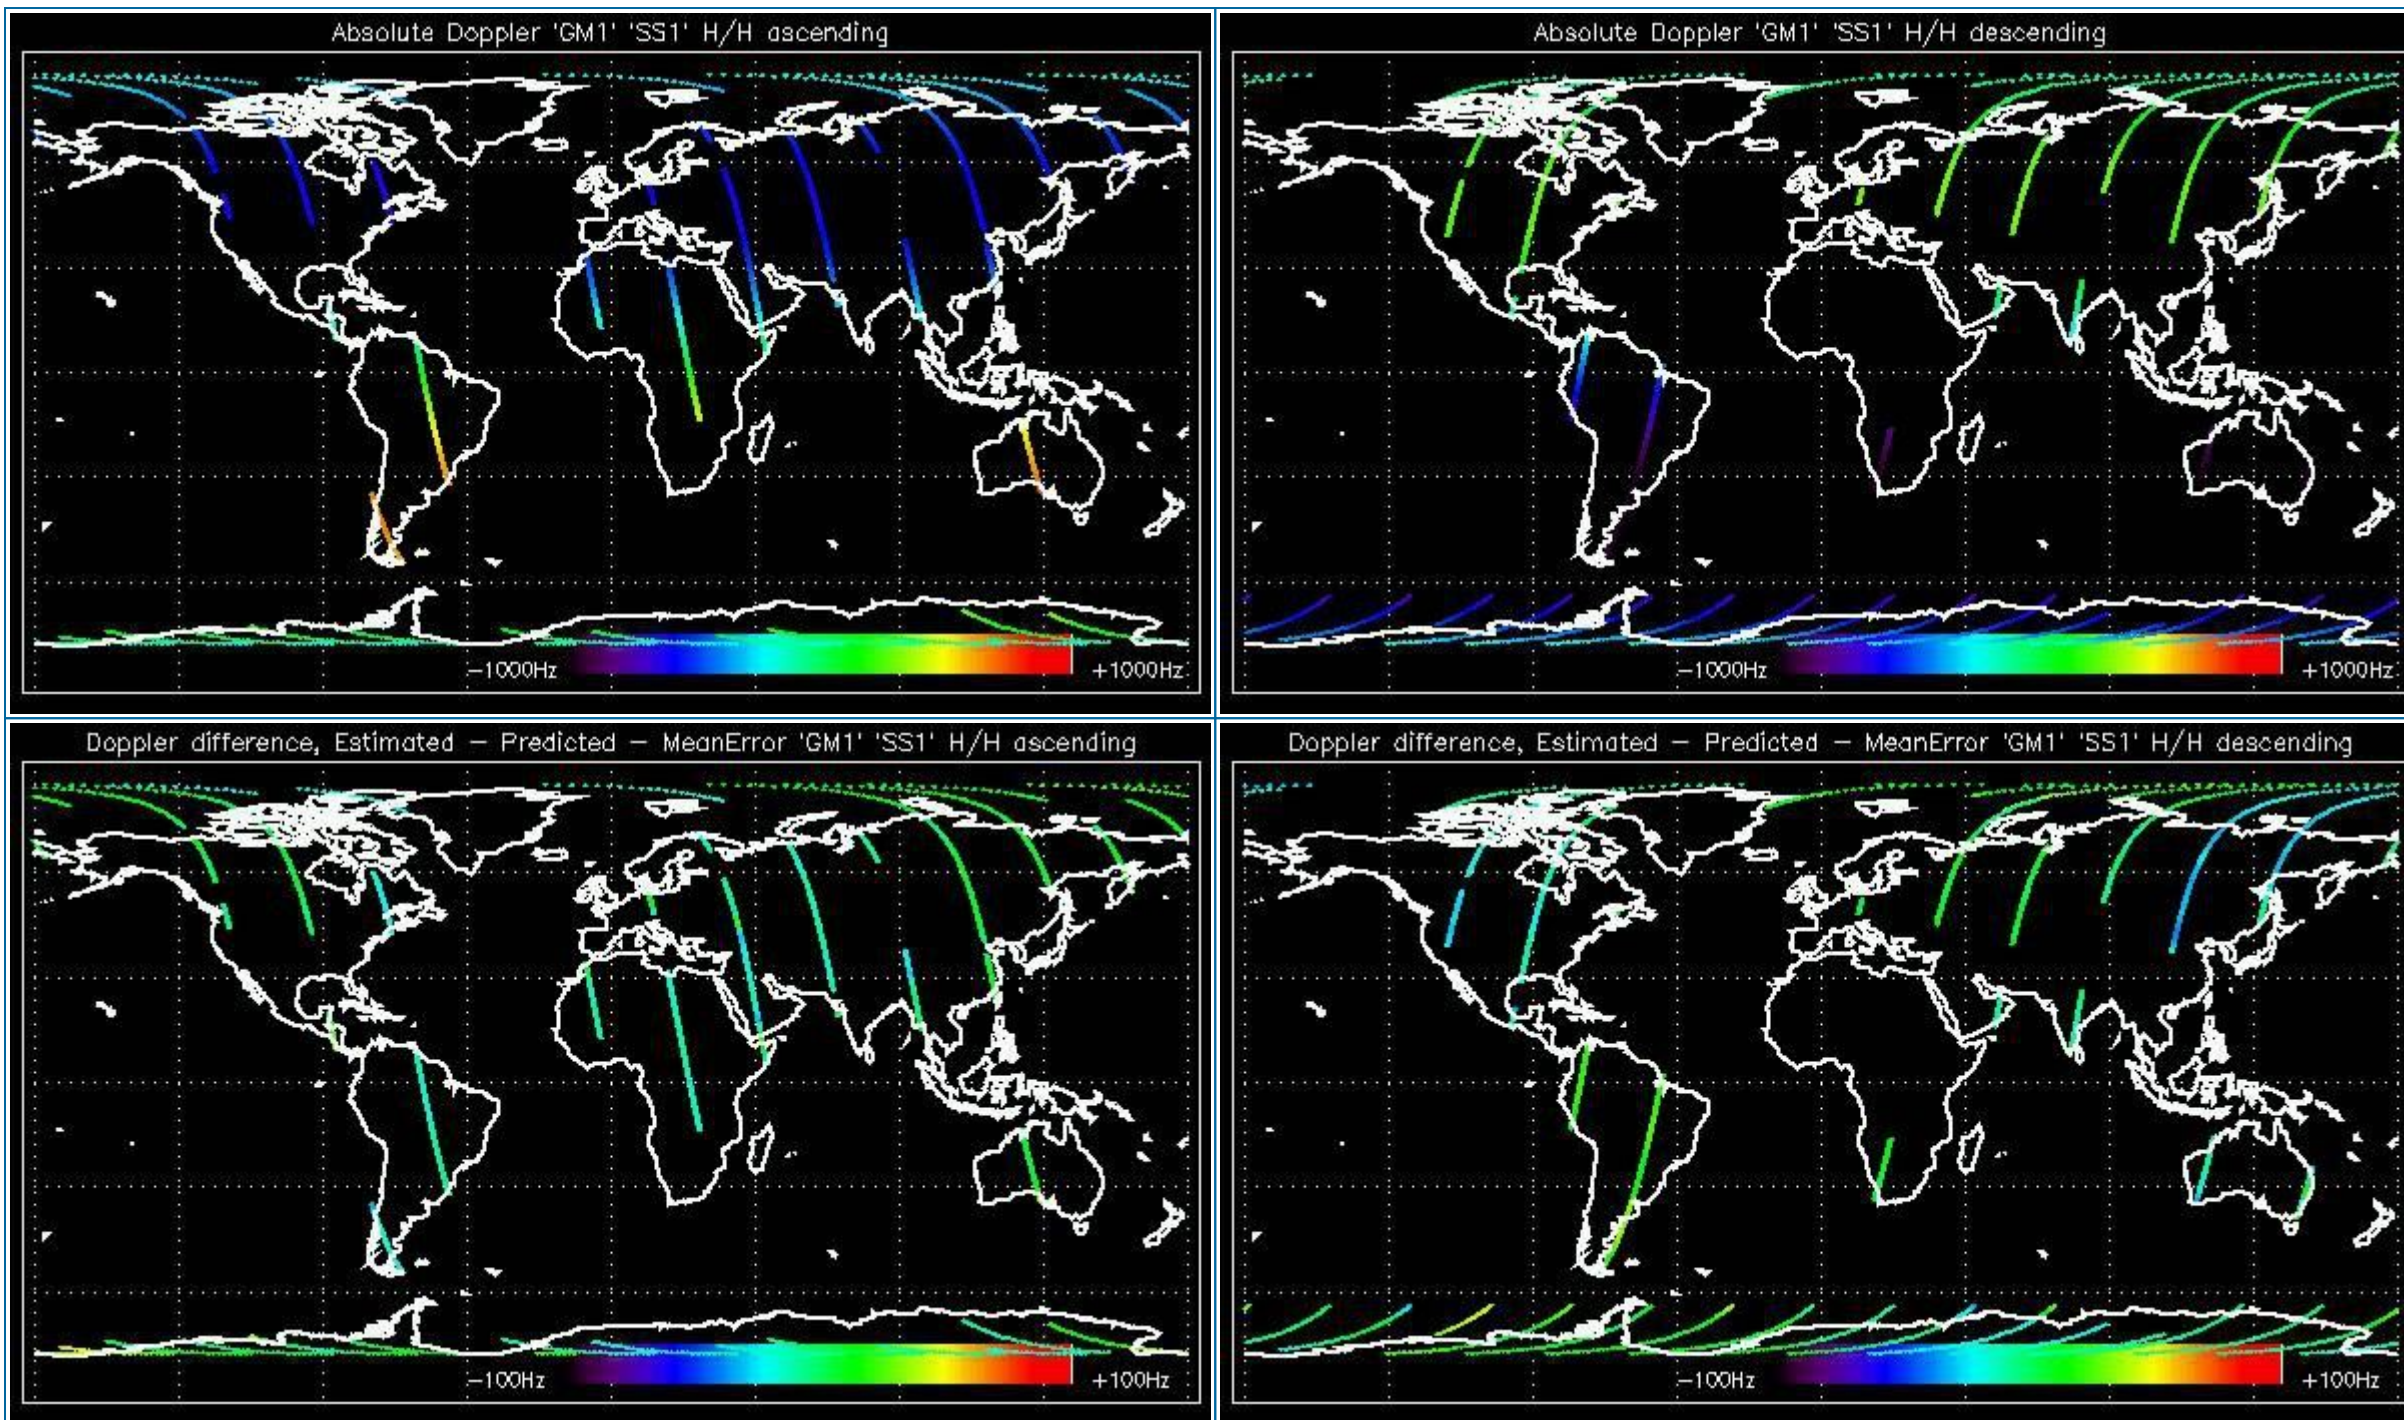 Absolute Doppler 'GM1' 'SS1' H/H ascending
-1000Hz
+1000Hz
Absolute Doppler 'GM1' 'SS1' H/H descending
-1000Hz
+1000Hz
Doppler difference, Estimated - Predicted - MeanError 'GM1' 'SS1' H/H ascending
-100Hz
+100Hz
Doppler difference, Estimated - Predicted - MeanError 'GM1' 'SS1' H/H descending
-100Hz
+100Hz